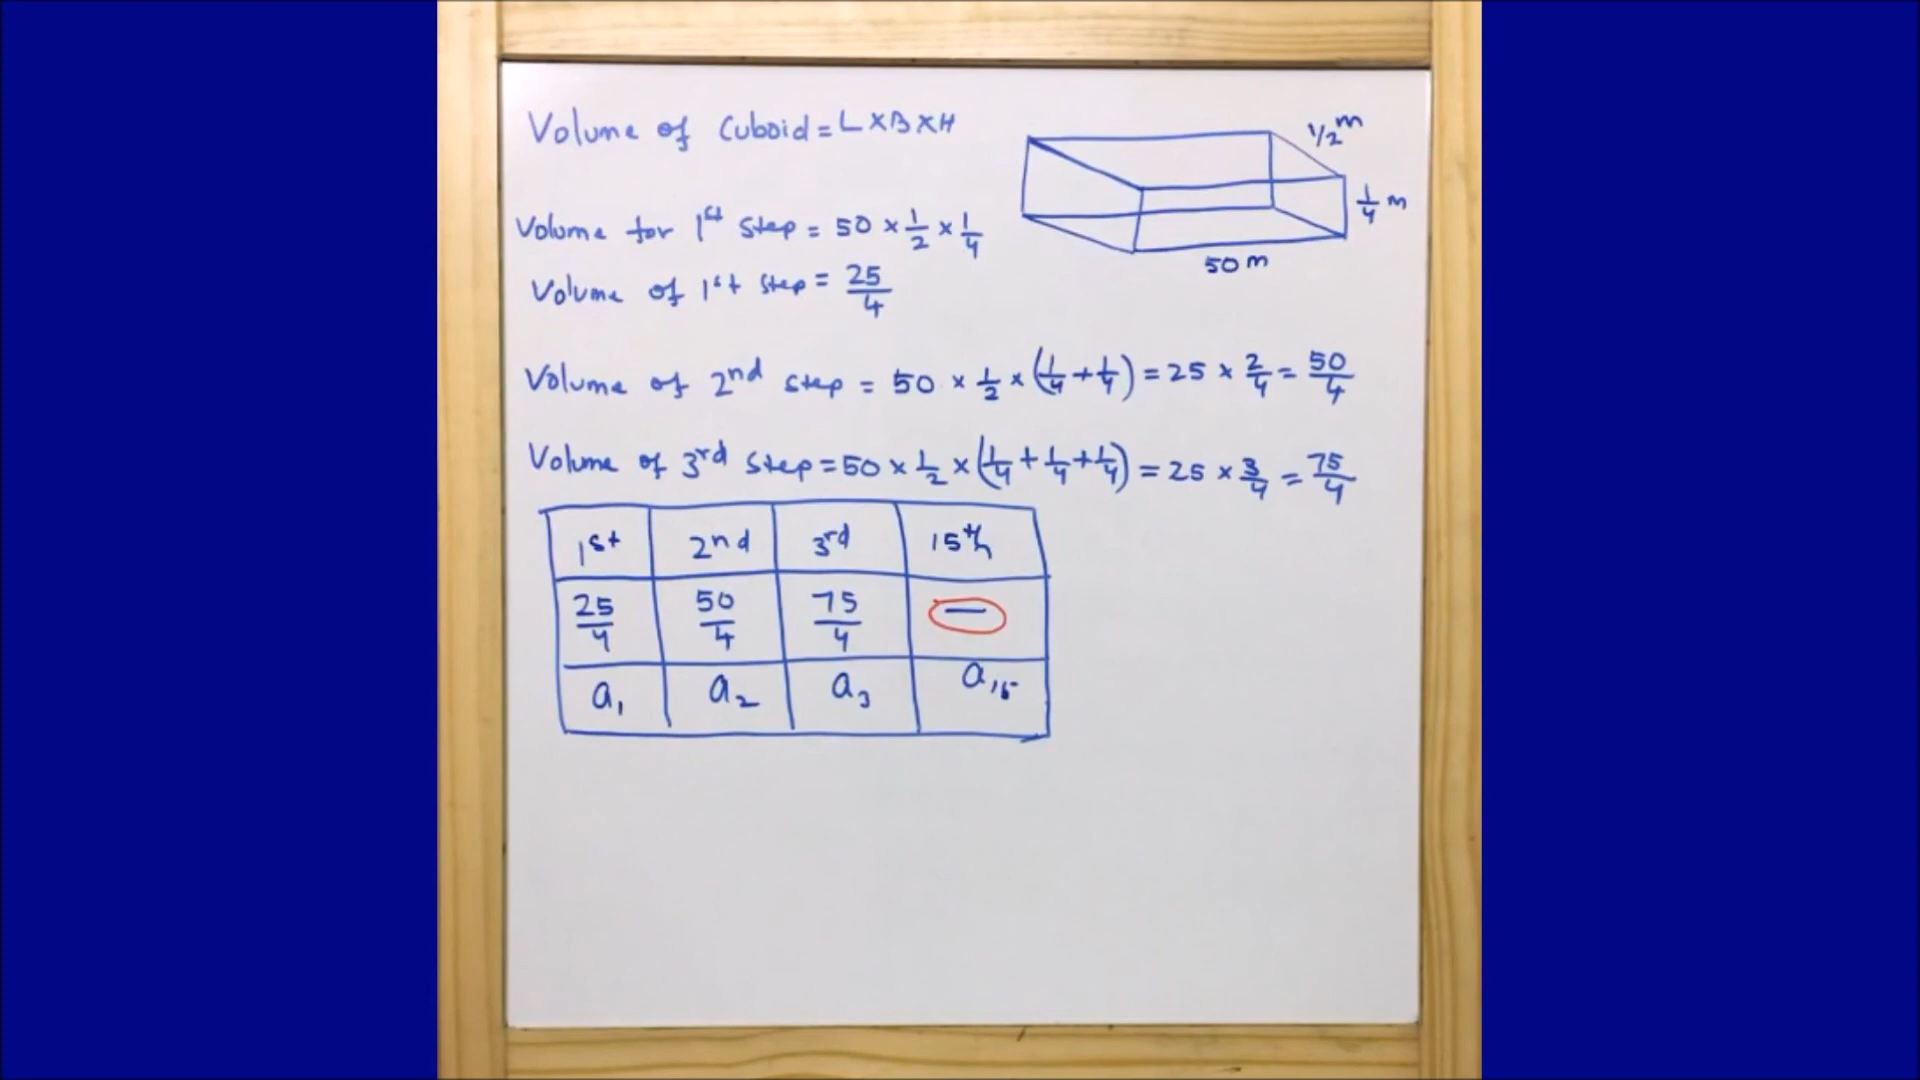 Volume of Cuboid = L×B×H
1/2 m
1/4 m
50 m
Volume for 1st Step = 50 × 1/2 × 1/4
Volume of 1st Step = 25/4
Volume of 2nd Step = 50 × 1/2 × (1/4 + 1/4) = 25 × 2/4 = 50/4
Volume of 3rd Step = 50 × 1/2 × (1/4 + 1/4 + 1/4) = 25 × 3/4 = 75/4
1st 2nd 3rd 15th
25/4 50/4 75/4 —
a₁ a₂ a₃ a₁₅